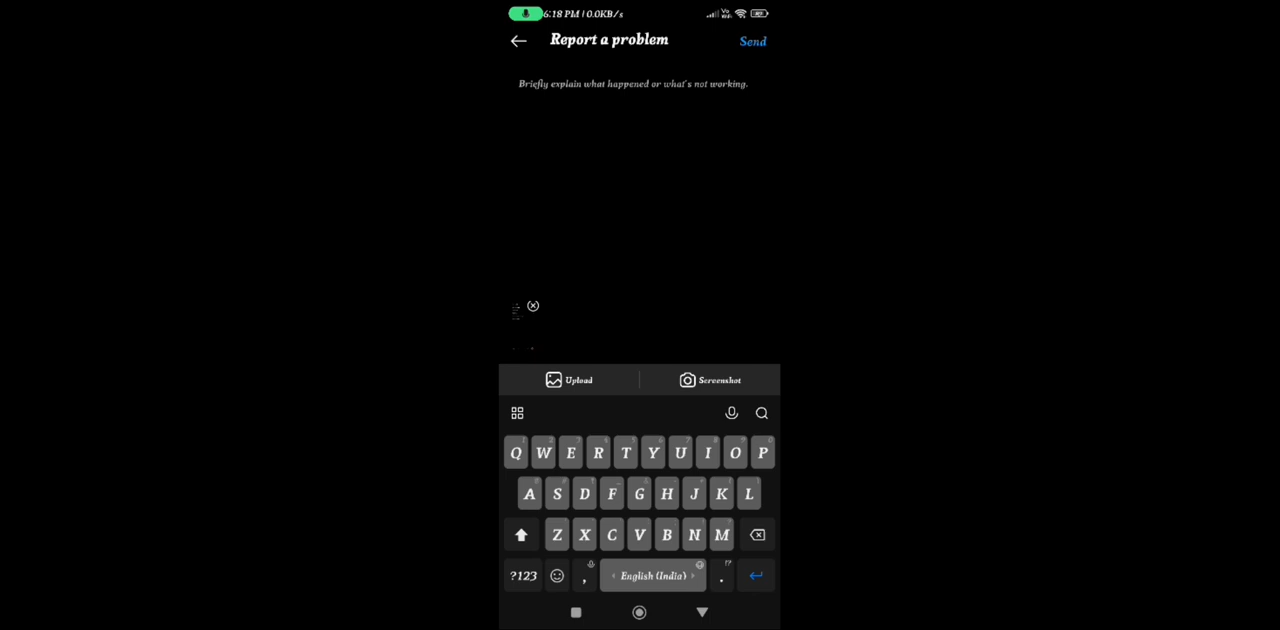 6:18 PM | 0.0KB/s
Report a problem
Send
Briefly explain what happened or what's not working.
Upload
Screenshot
Q W E R T Y U I O P
A S D F G H J K L
Z X C V B N M
?123 , English (India) .